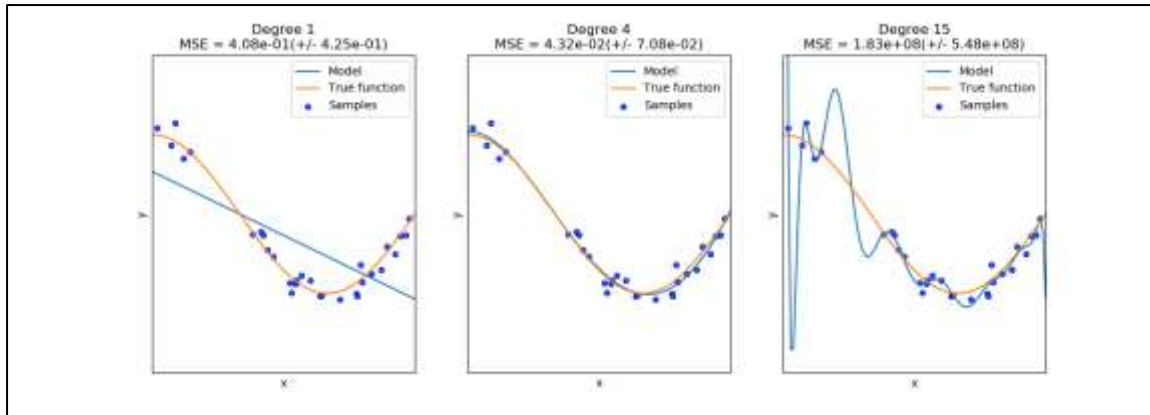 Degree 1
MSE = 4.08e-01(+/- 4.25e-01)
Model
True function
Samples
y
x
Degree 4
MSE = 4.32e-02(+/- 7.08e-02)
Model
True function
Samples
y
x
Degree 15
MSE = 1.83e+08(+/- 5.48e+08)
Model
True function
Samples
y
x